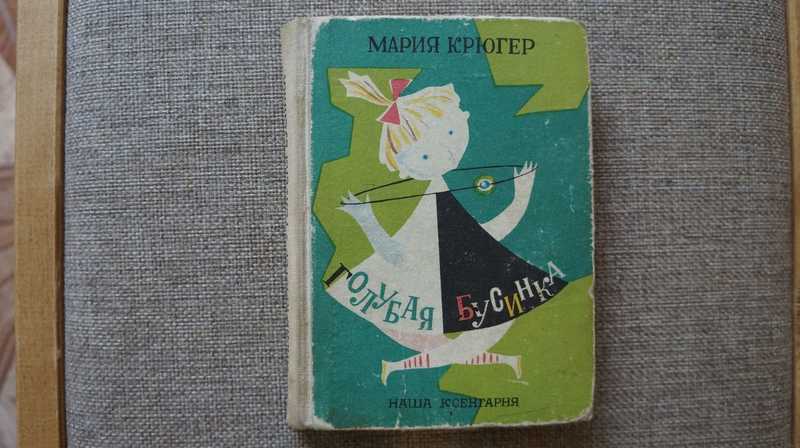 МАРИЯ КРЮГЕР
ГОЛУБАЯ БУСИНКА
НАША КСЕНГАРНЯ